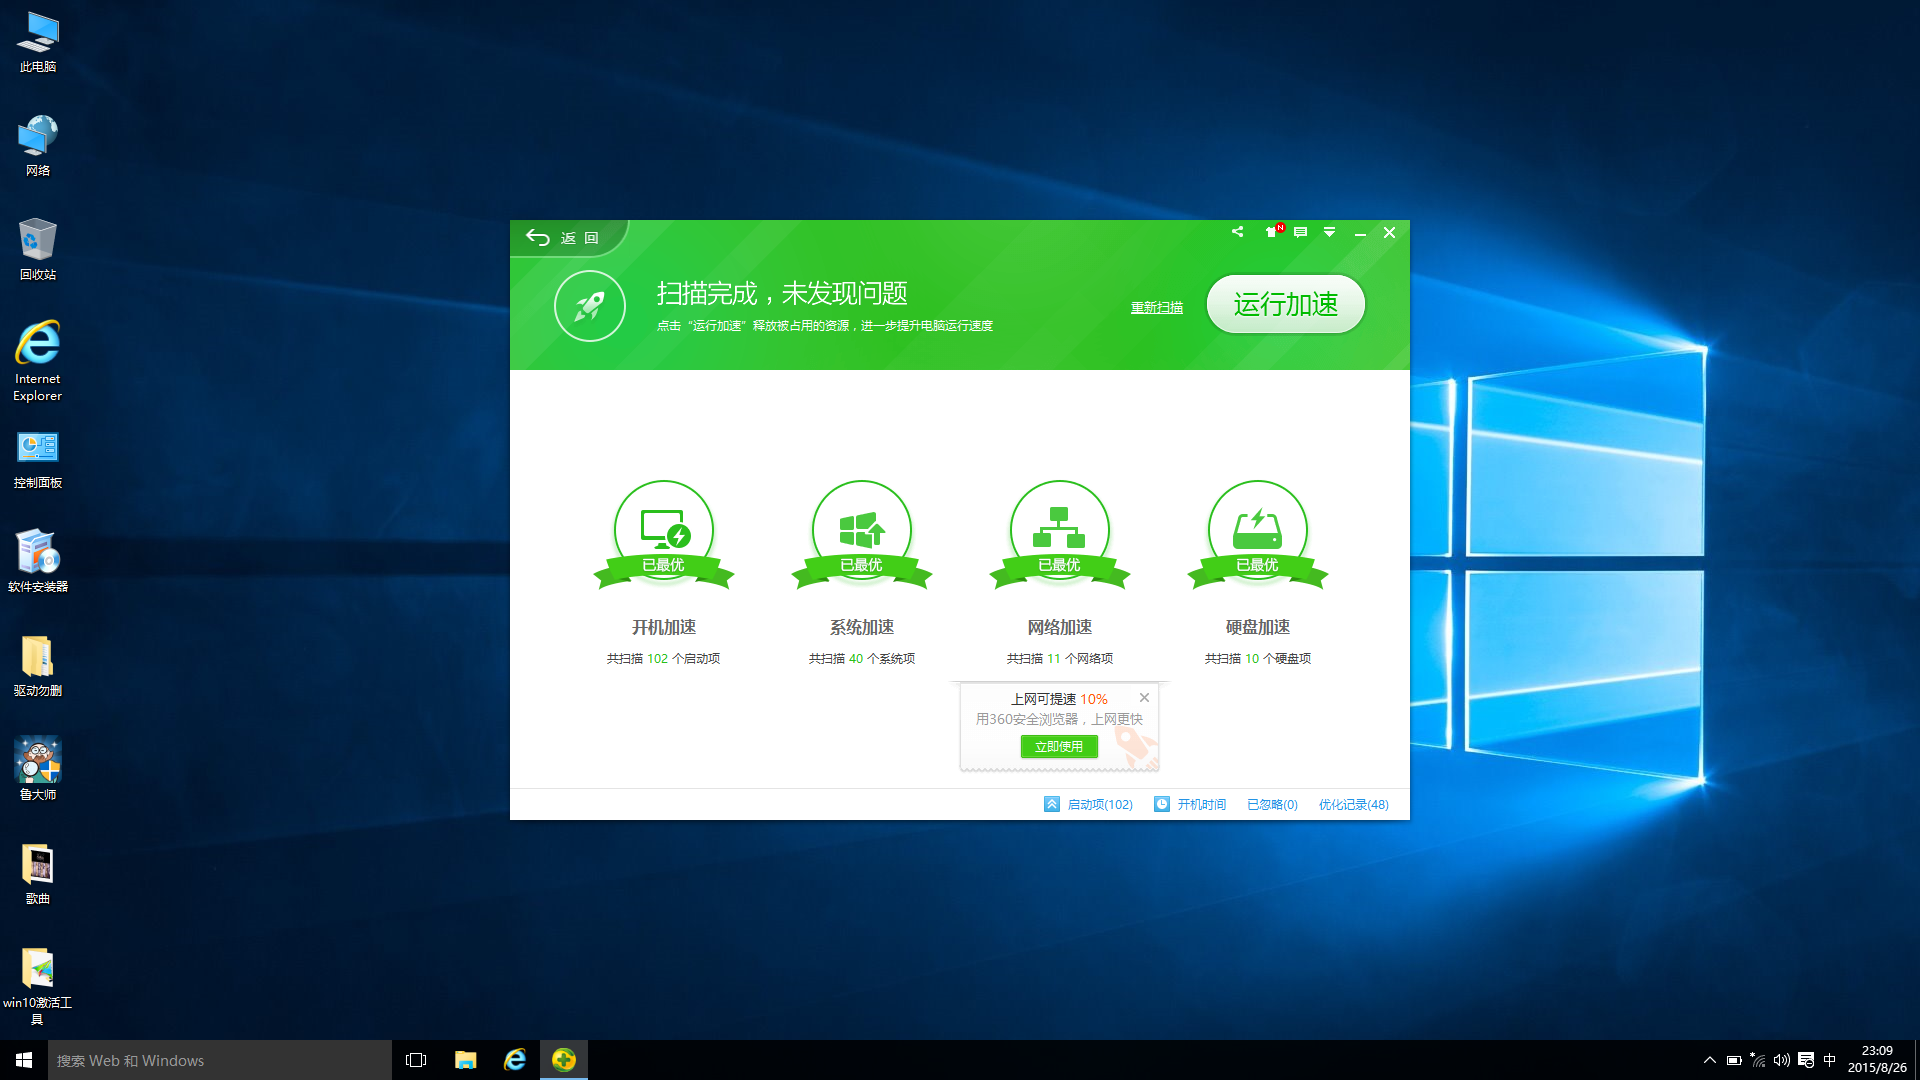 此电脑
网络
回收站
Internet
Explorer
控制面板
软件安装器
驱动勿删
鲁大师
歌曲
win10激活工
具
返 回
N
扫描完成，未发现问题
点击“运行加速”释放被占用的资源，进一步提升电脑运行速度
重新扫描
运行加速
已最优
已最优
已最优
已最优
开机加速
系统加速
网络加速
硬盘加速
共扫描 102 个启动项
共扫描 40 个系统项
共扫描 11 个网络项
共扫描 10 个硬盘项
上网可提速 10%
用360安全浏览器，上网更快
立即使用
启动项(102)
开机时间
已忽略(0)
优化记录(48)
搜索 Web 和 Windows
中
23:09
2015/8/26